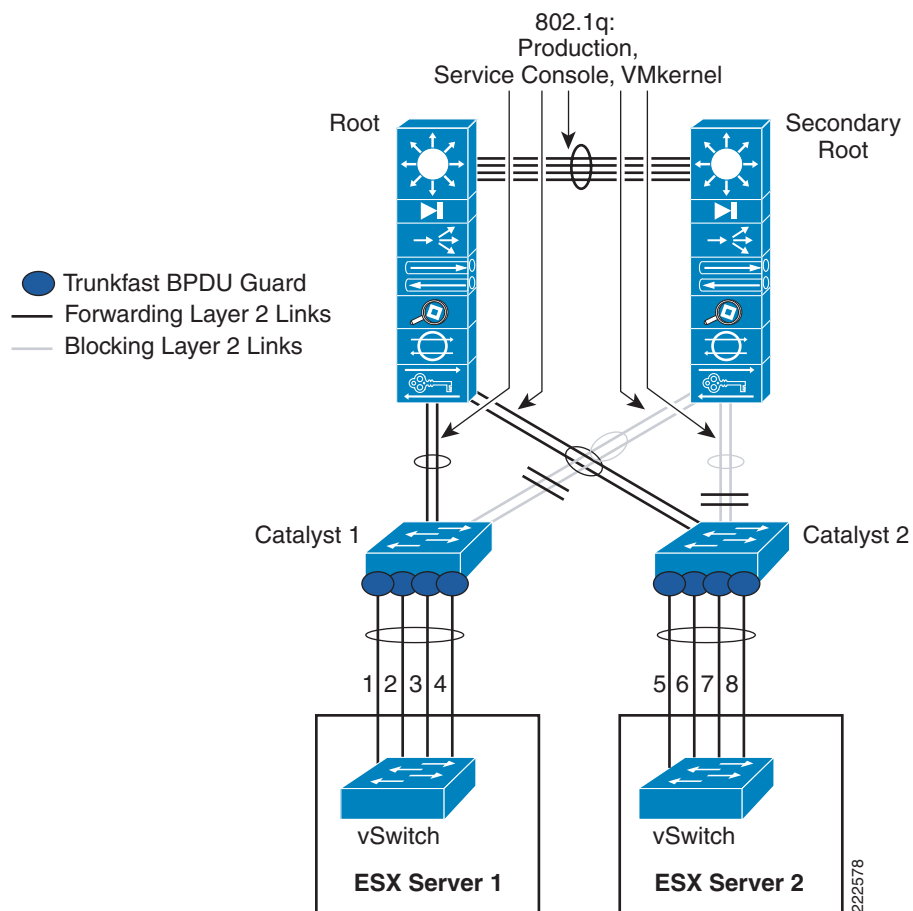 802.1q:
Production,
Service Console, VMkernel
Root
Secondary
Root
Trunkfast BPDU Guard
Forwarding Layer 2 Links
Blocking Layer 2 Links
Catalyst 1
Catalyst 2
1 2 3 4
5 6 7 8
vSwitch
vSwitch
ESX Server 1
ESX Server 2
222578